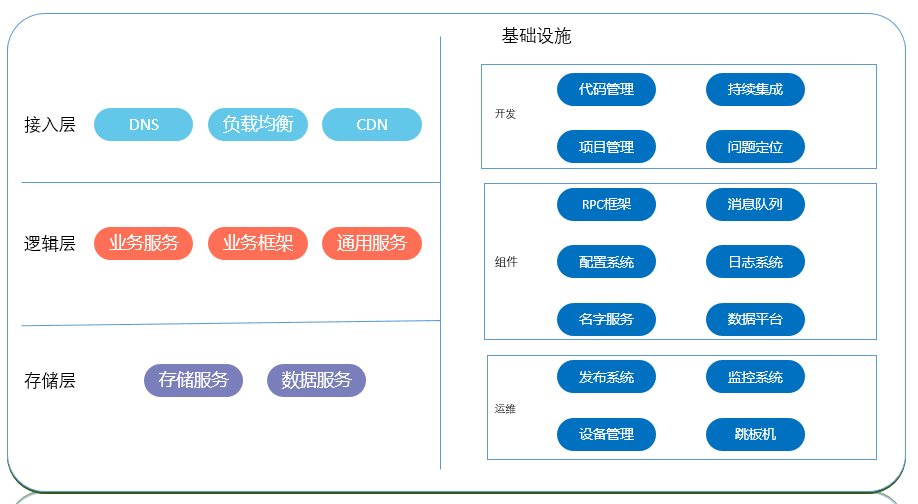 接入层
DNS
负载均衡
CDN
逻辑层
业务服务
业务框架
通用服务
存储层
存储服务
数据服务
基础设施
开发
代码管理
持续集成
项目管理
问题定位
组件
RPC框架
消息队列
配置系统
日志系统
名字服务
数据平台
运维
发布系统
监控系统
设备管理
跳板机